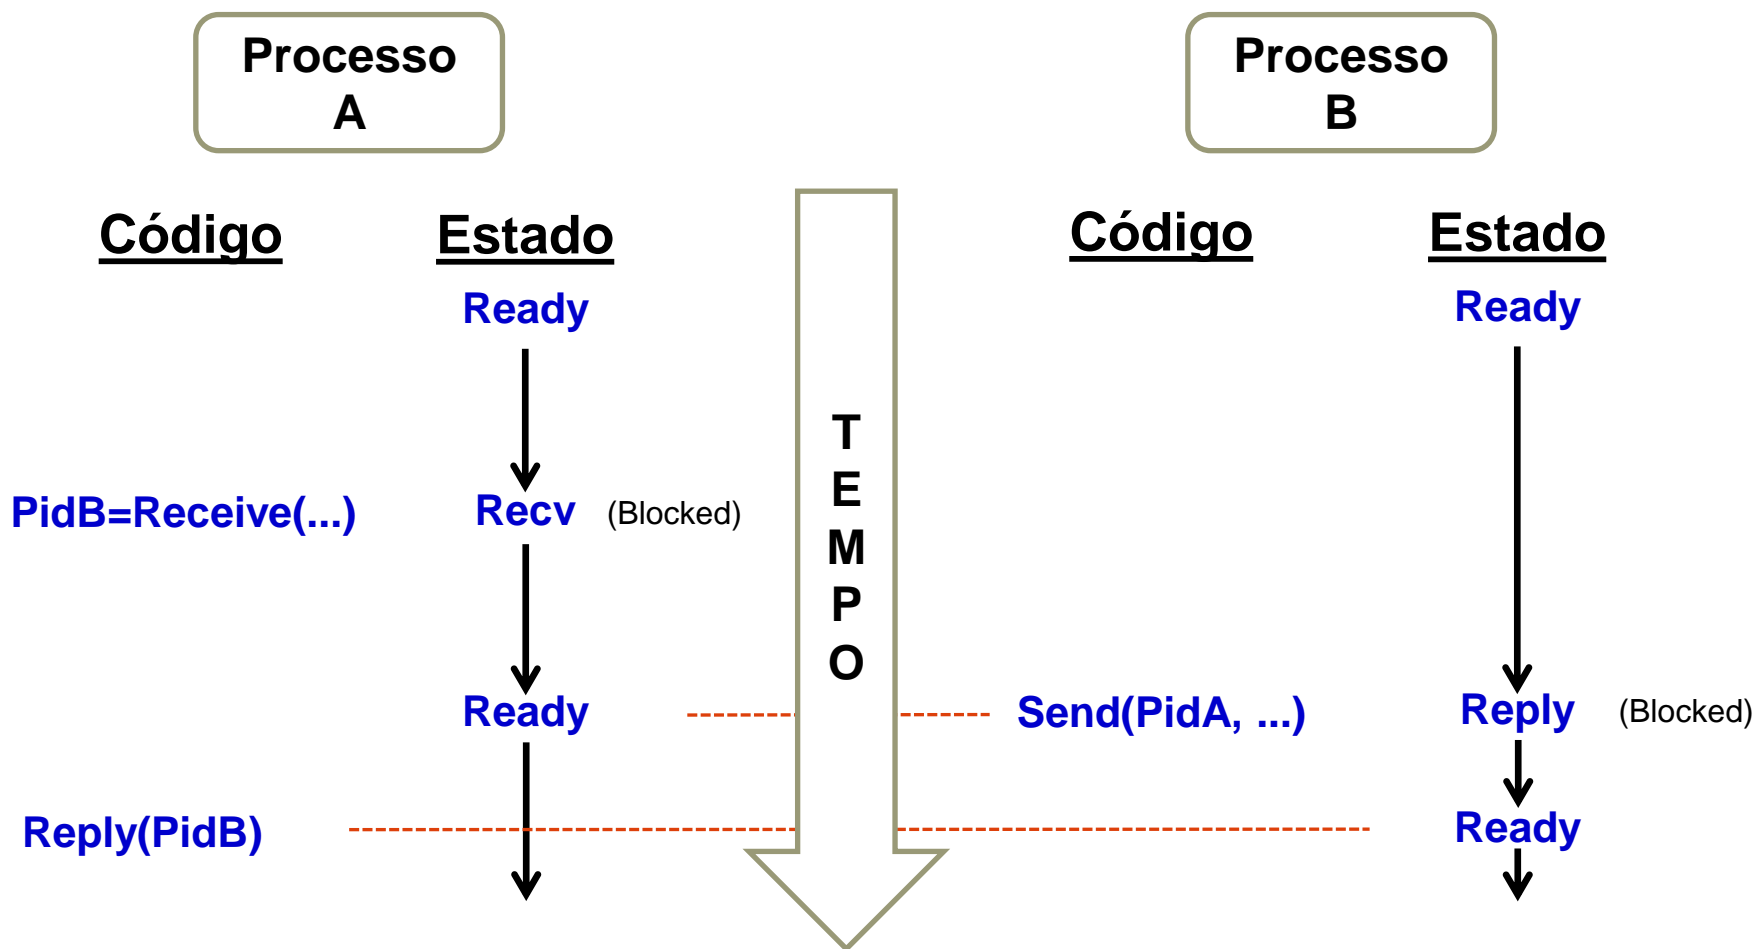 Processo
A
Processo
B
Código
Estado
Código
Estado
Ready
Ready
PidB=Receive(...)
Recv
(Blocked)
T
E
M
P
O
Ready
Send(PidA, ...)
Reply
(Blocked)
Reply(PidB)
Ready